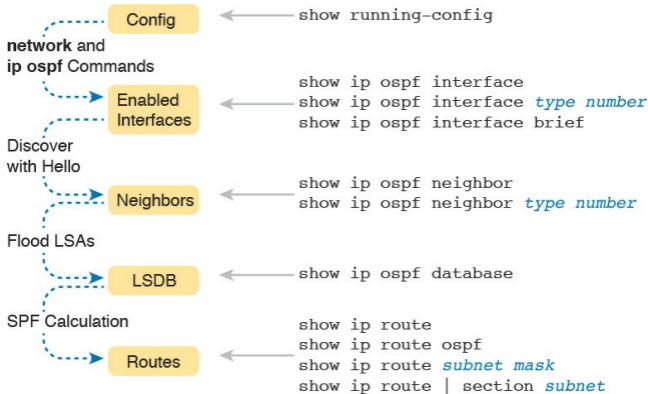 Config
show running-config
network and
ip ospf Commands
Enabled
Interfaces
show ip ospf interface
show ip ospf interface type number
show ip ospf interface brief
Discover
with Hello
Neighbors
show ip ospf neighbor
show ip ospf neighbor type number
Flood LSAs
LSDB
show ip ospf database
SPF Calculation
Routes
show ip route
show ip route ospf
show ip route subnet mask
show ip route | section subnet